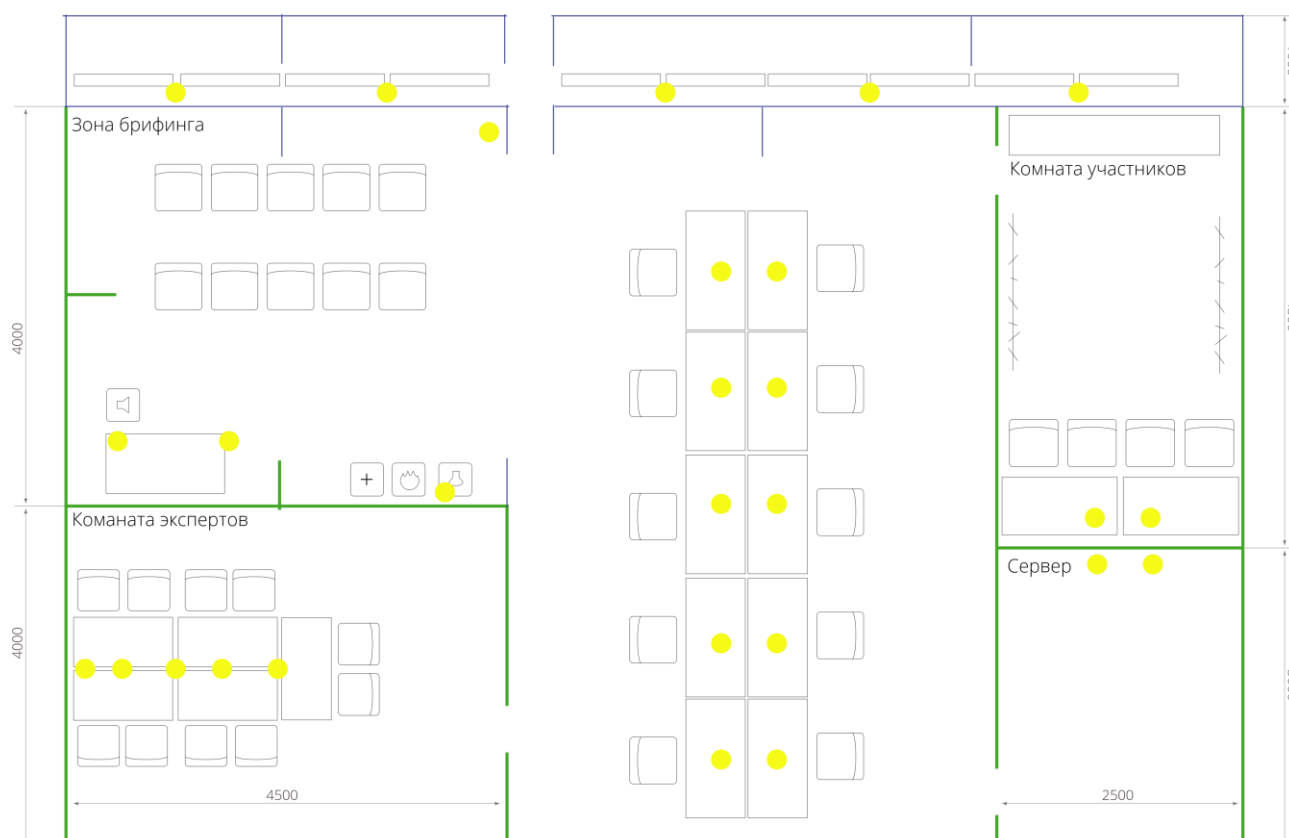 Зона брифинга
Комната участников
4000
Команата экспертов
Сервер
4000
4500
2500